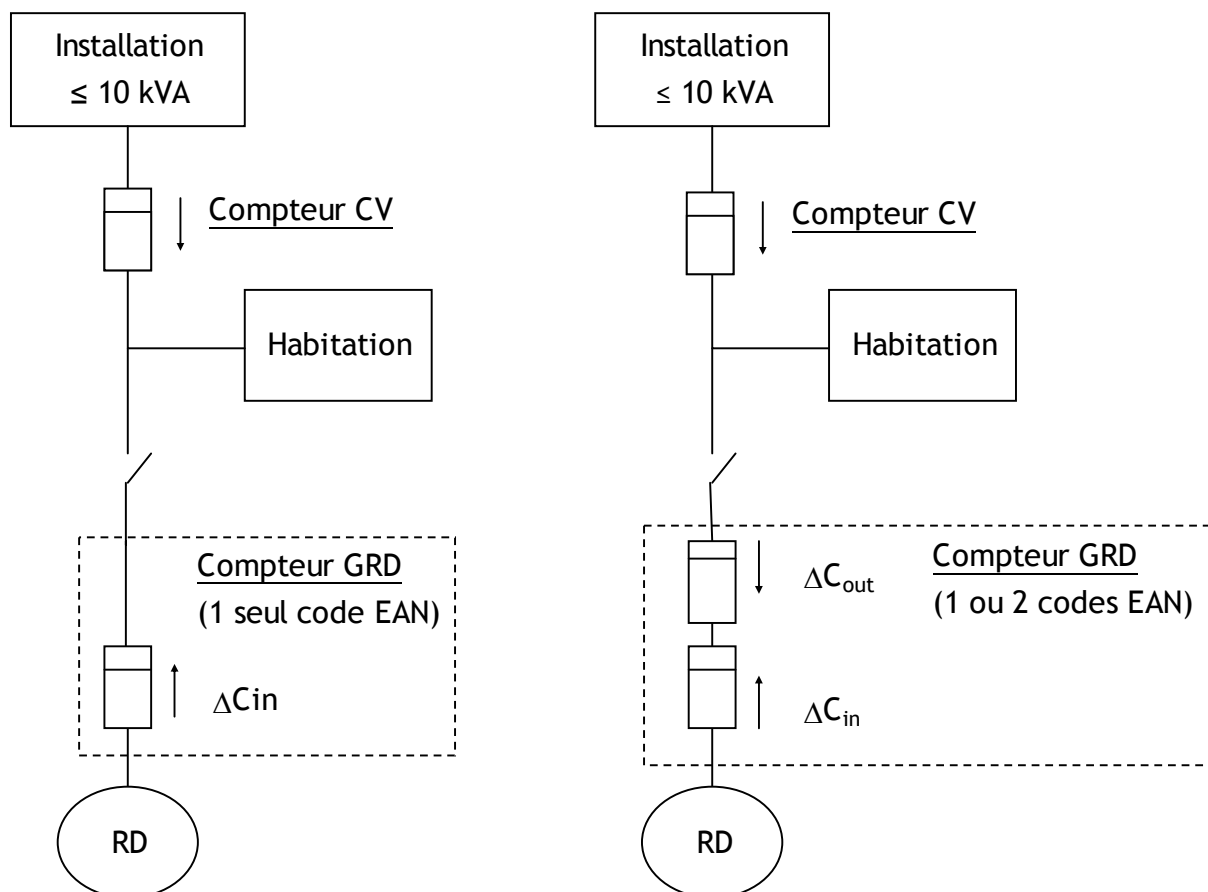 Installation
≤ 10 kVA
Compteur CV
Habitation
Compteur GRD
(1 seul code EAN)
ΔCin
RD
Installation
≤ 10 kVA
Compteur CV
Habitation
ΔCout
Compteur GRD
(1 ou 2 codes EAN)
ΔCin
RD